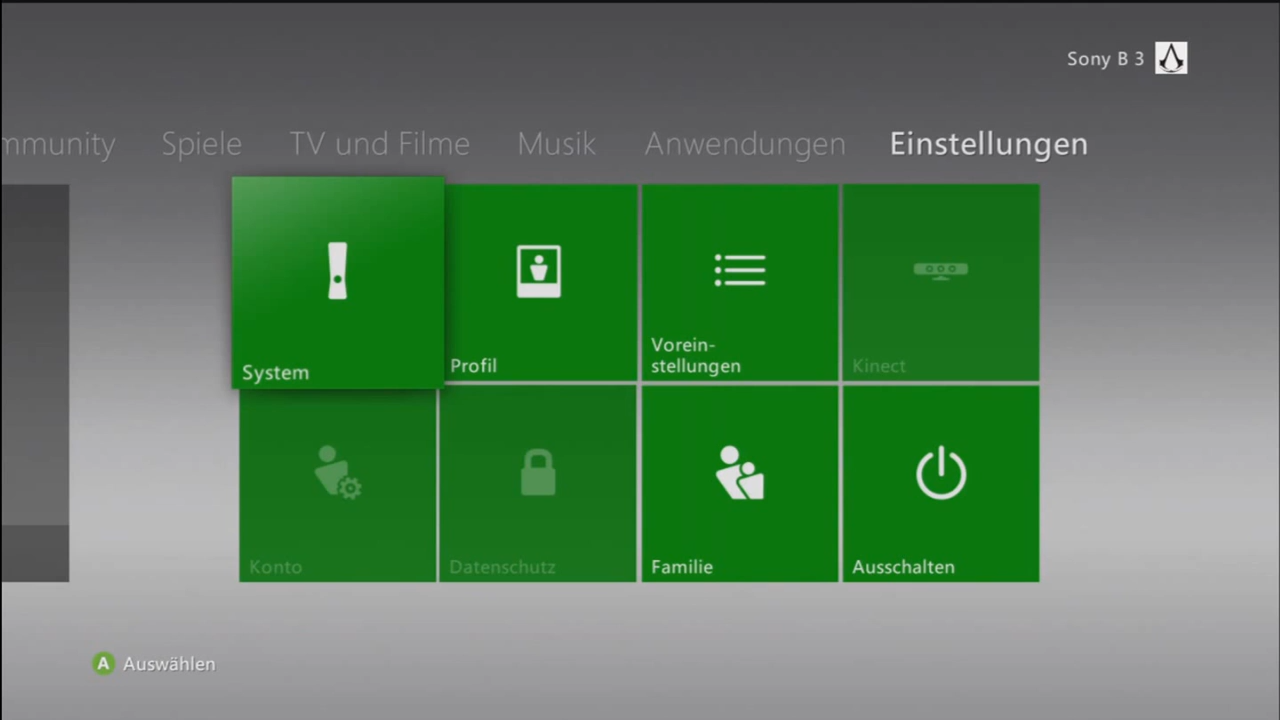 Sony B 3
mmunity Spiele TV und Filme Musik Anwendungen Einstellungen
System
Profil
Vorein-
stellungen
Kinect
Konto
Datenschutz
Familie
Ausschalten
A Auswählen